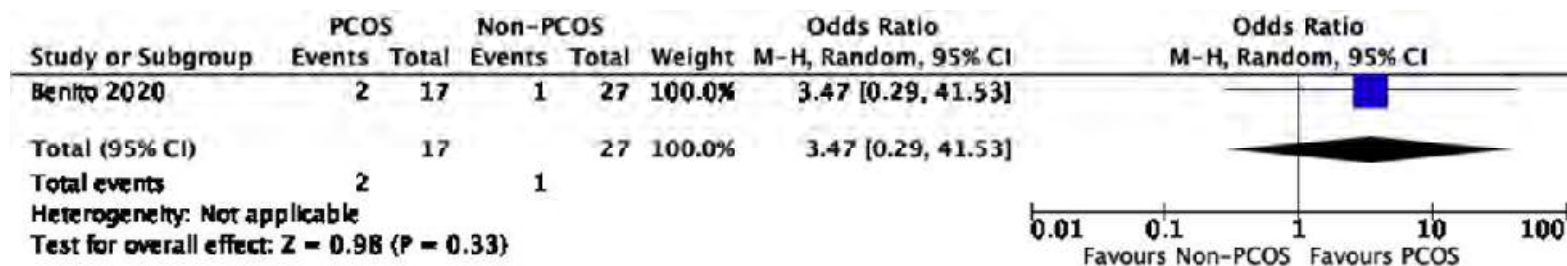 PCOS Non-PCOS Odds Ratio Odds Ratio
Study or Subgroup Events Total Events Total Weight M-H, Random, 95% CI M-H, Random, 95% CI
Benito 2020 2 17 1 27 100.0% 3.47 [0.29, 41.53]
Total (95% CI) 17 27 100.0% 3.47 [0.29, 41.53]
Total events 2 1
Heterogeneity: Not applicable
Test for overall effect: Z = 0.98 (P = 0.33)
0.01 0.1 1 10 100
Favours Non-PCOS Favours PCOS